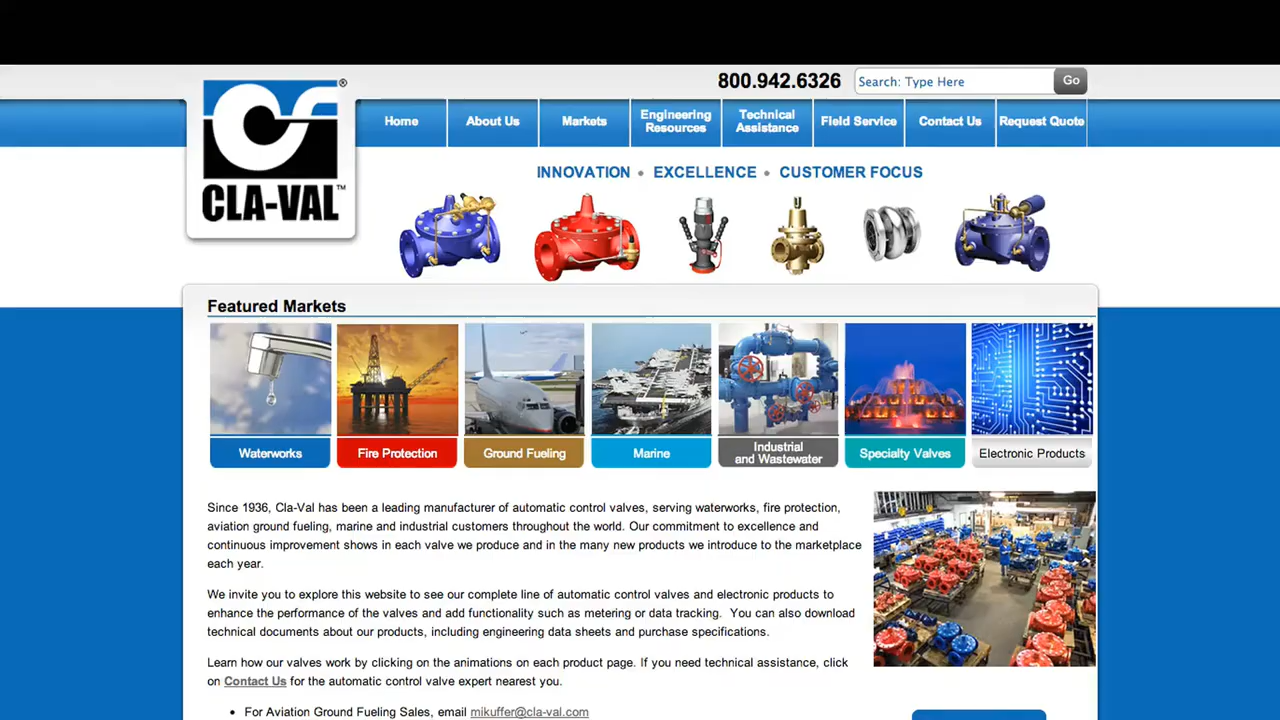 800.942.6326
Search: Type Here
Go
CLA-VAL™
®
Home
About Us
Markets
Engineering
Resources
Technical
Assistance
Field Service
Contact Us
Request Quote
INNOVATION • EXCELLENCE • CUSTOMER FOCUS
Featured Markets
Waterworks
Fire Protection
Ground Fueling
Marine
Industrial
and Wastewater
Specialty Valves
Electronic Products
Since 1936, Cla-Val has been a leading manufacturer of automatic control valves, serving waterworks, fire protection,
aviation ground fueling, marine and industrial customers throughout the world. Our commitment to excellence and
continuous improvement shows in each valve we produce and in the many new products we introduce to the marketplace
each year.
We invite you to explore this website to see our complete line of automatic control valves and electronic products to
enhance the performance of the valves and add functionality such as metering or data tracking. You can also download
technical documents about our products, including engineering data sheets and purchase specifications.
Learn how our valves work by clicking on the animations on each product page. If you need technical assistance, click
on Contact Us for the automatic control valve expert nearest you.
• For Aviation Ground Fueling Sales, email mikuffer@cla-val.com